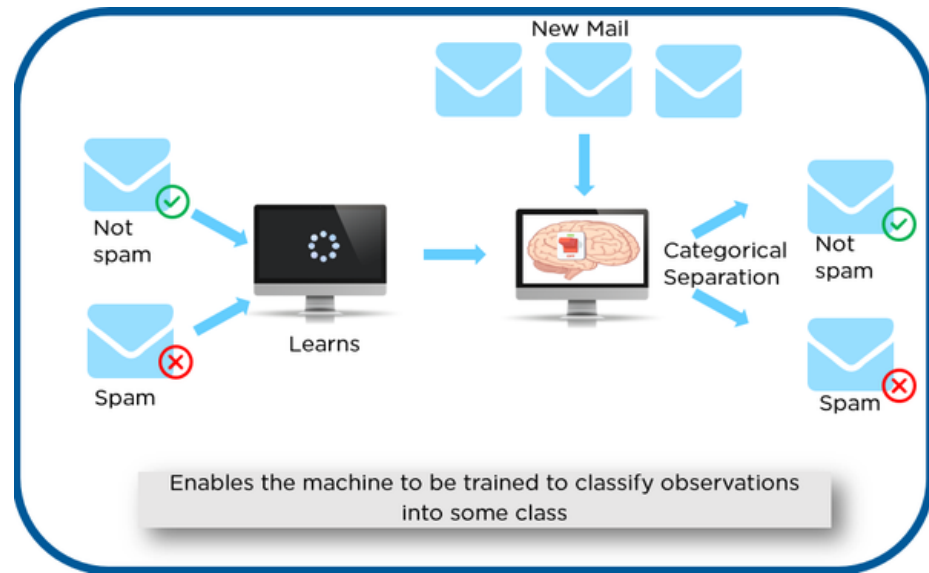 New Mail
Not
spam
Learns
Spam
Categorical
Separation
Not
spam
Spam
Enables the machine to be trained to classify observations
into some class